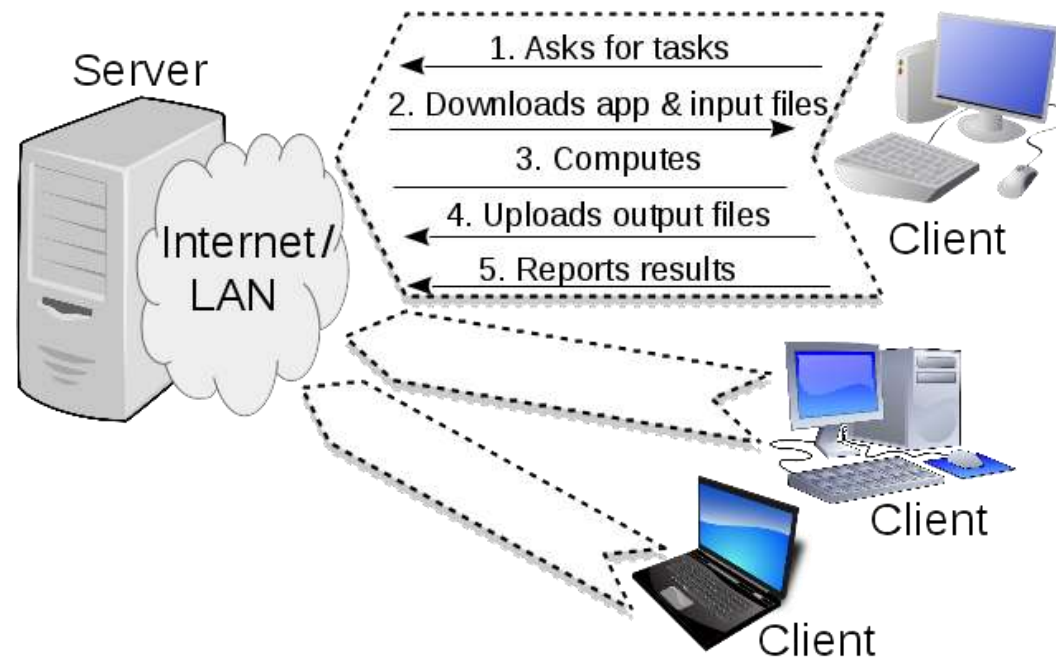 Server
Internet/
LAN
1. Asks for tasks
2. Downloads app & input files
3. Computes
4. Uploads output files
5. Reports results
Client
Client
Client